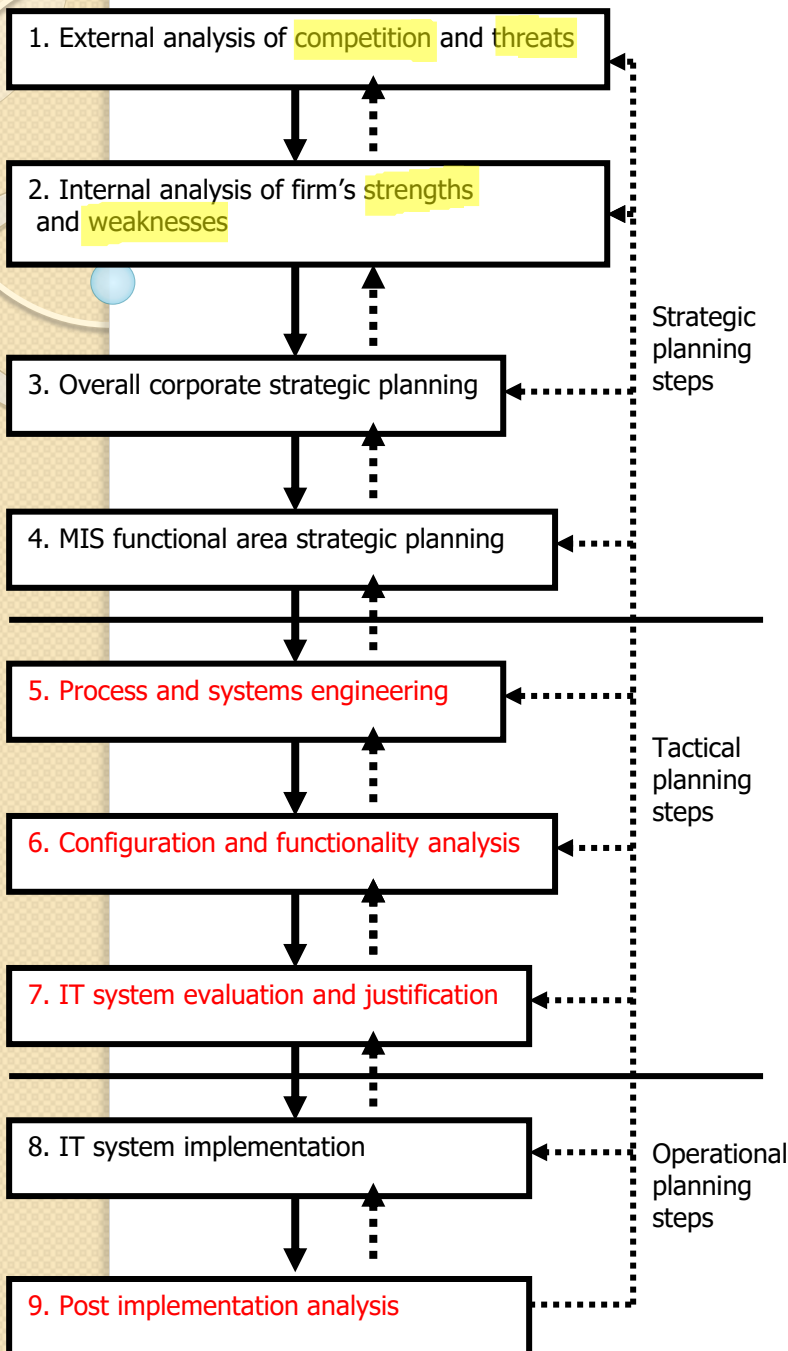 1. External analysis of competition and threats
2. Internal analysis of firm’s strengths
and weaknesses
Strategic
planning
steps
3. Overall corporate strategic planning
4. MIS functional area strategic planning
5. Process and systems engineering
Tactical
planning
steps
6. Configuration and functionality analysis
7. IT system evaluation and justification
8. IT system implementation
Operational
planning
steps
9. Post implementation analysis